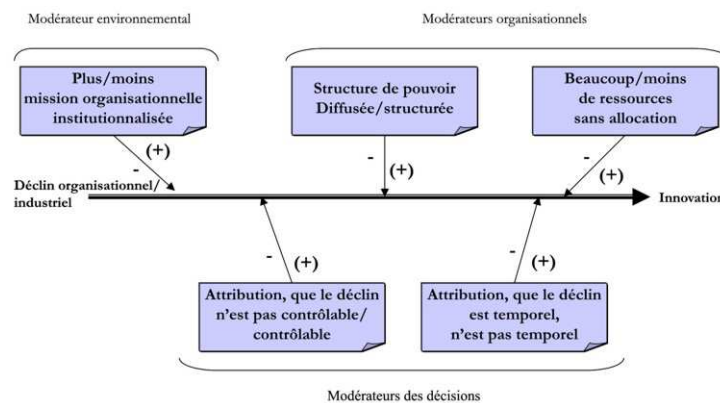 Modérateur environnemental
Modérateurs organisationnels
Plus/moins
mission organisationnelle
institutionnalisée
Structure de pouvoir
Diffusée/structurée
Beaucoup/moins
de ressources
sans allocation
(+)
-
-
(+)
-
(+)
Déclin organisationnel/
industriel
Innovation
-
(+)
-
(+)
Attribution, que le déclin
n'est pas contrôlable/
contrôlable
Attribution, que le déclin
est temporel,
n'est pas temporel
Modérateurs des décisions